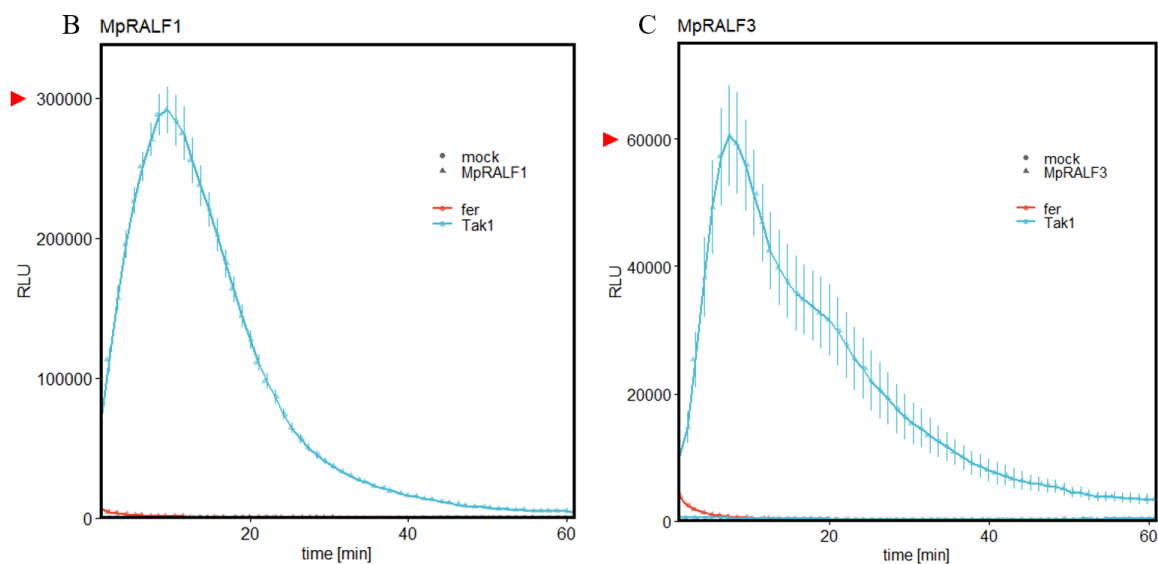 B MpRALF1
300000
200000
100000
0
RLU
mock
MpRALF1
fer
Tak1
20 40 60
time [min]
C MpRALF3
60000
40000
20000
0
RLU
mock
MpRALF3
fer
Tak1
20 40 60
time [min]